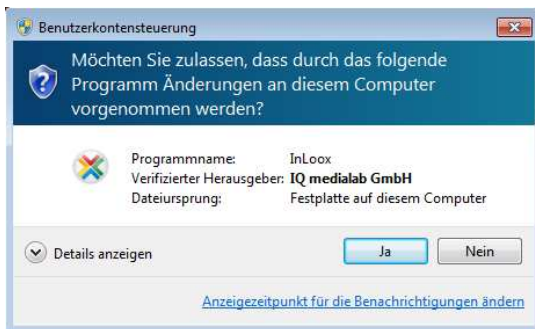 Benutzerkontensteuerung
Möchten Sie zulassen, dass durch das folgende
Programm Änderungen an diesem Computer
vorgenommen werden?
Programmname: InLoox
Verifizierter Herausgeber: IQ medialab GmbH
Dateiursprung: Festplatte auf diesem Computer
Details anzeigen Ja Nein
Anzeigezeitpunkt für die Benachrichtigungen ändern